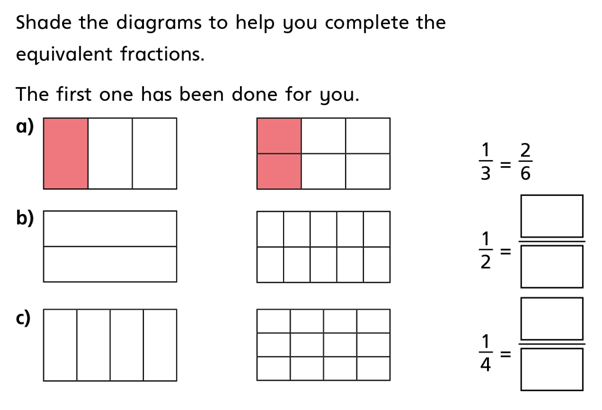 Shade the diagrams to help you complete the
equivalent fractions.
The first one has been done for you.
a) 1/3 = 2/6
b) 1/2 =
c) 1/4 =